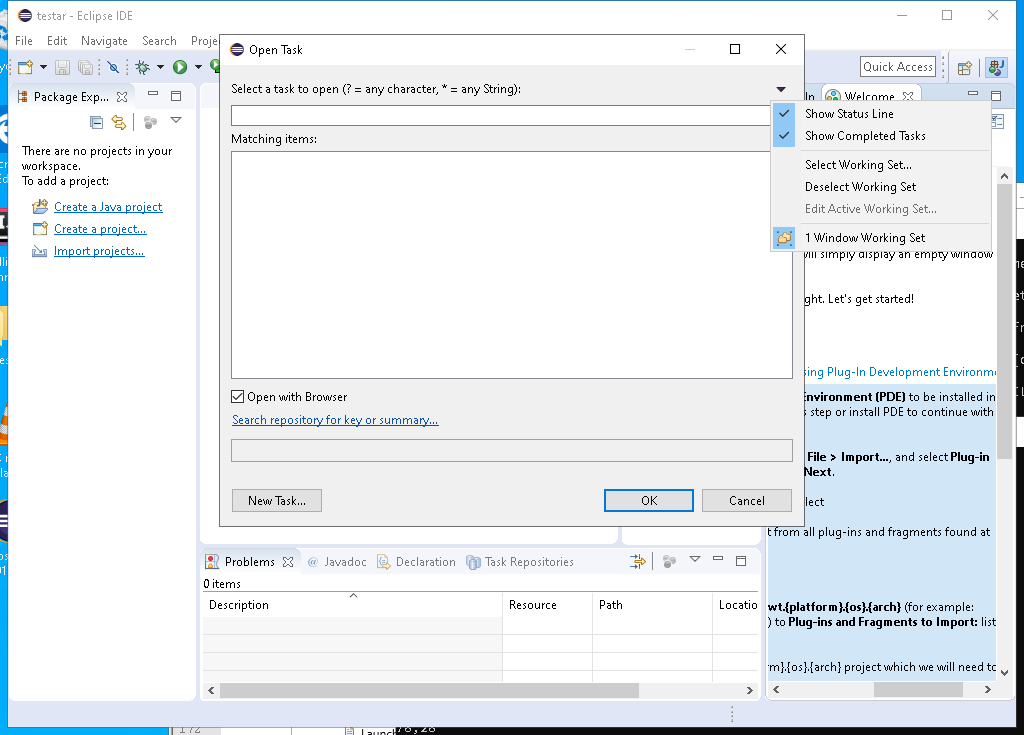 testar - Eclipse IDE
File Edit Navigate Search
Quick Access
Open Task
Select a task to open (? = any character, * = any String):
Matching items:
Show Status Line
Show Completed Tasks
Select Working Set...
Deselect Working Set
Edit Active Working Set...
1 Window Working Set
Open with Browser
Search repository for key or summary...
New Task...
OK
Cancel
Package Exp...
There are no projects in your
workspace.
To add a project:
Create a Java project
Create a project...
Import projects...
Welcome
will simply display an empty window
ght. Let's get started!
sing Plug-In Development Environme
Environment (PDE) to be installed in
s step or install PDE to continue with
File > Import..., and select Plug-in
Next.
lect
t from all plug-ins and fragments found at
wt.{platform}.{os}.{arch} (for example:
) to Plug-ins and Fragments to Import: list
rm}.{os}.{arch} project which we will need to
Problems
Javadoc
Declaration
Task Repositories
0 items
Description
Resource
Path
Locatio